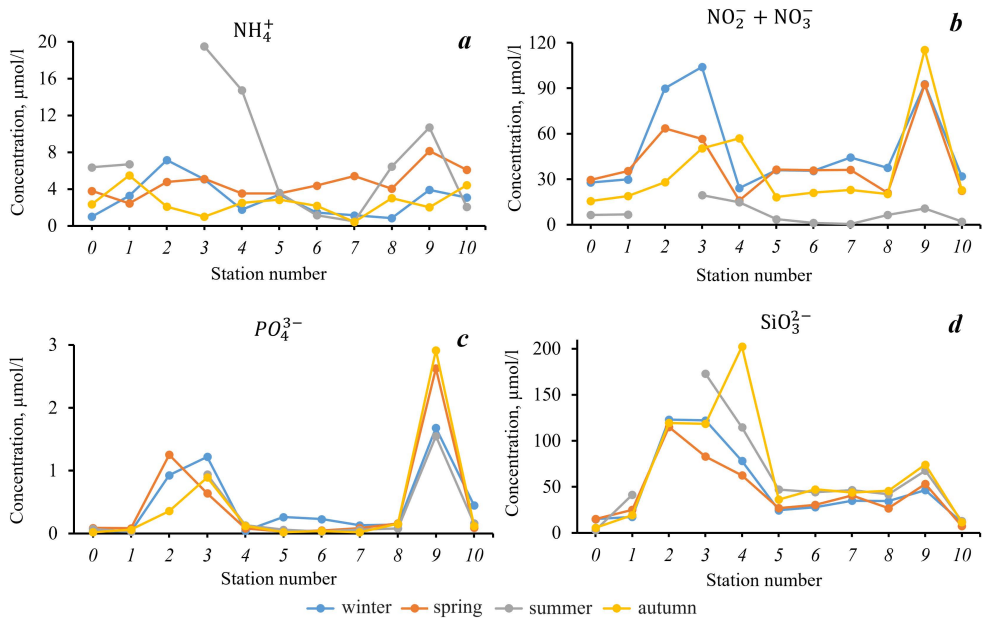 NH₄⁺
a
Concentration, µmol/l
20
16
12
8
4
0
0 1 2 3 4 5 6 7 8 9 10
Station number
NO₂⁻ + NO₃⁻
b
Concentration, µmol/l
120
90
60
30
0
0 1 2 3 4 5 6 7 8 9 10
Station number
PO₄³⁻
c
Concentration, µmol/l
3
2
1
0
0 1 2 3 4 5 6 7 8 9 10
Station number
SiO₃²⁻
d
Concentration, µmol/l
200
150
100
50
0
0 1 2 3 4 5 6 7 8 9 10
Station number
winter spring summer autumn